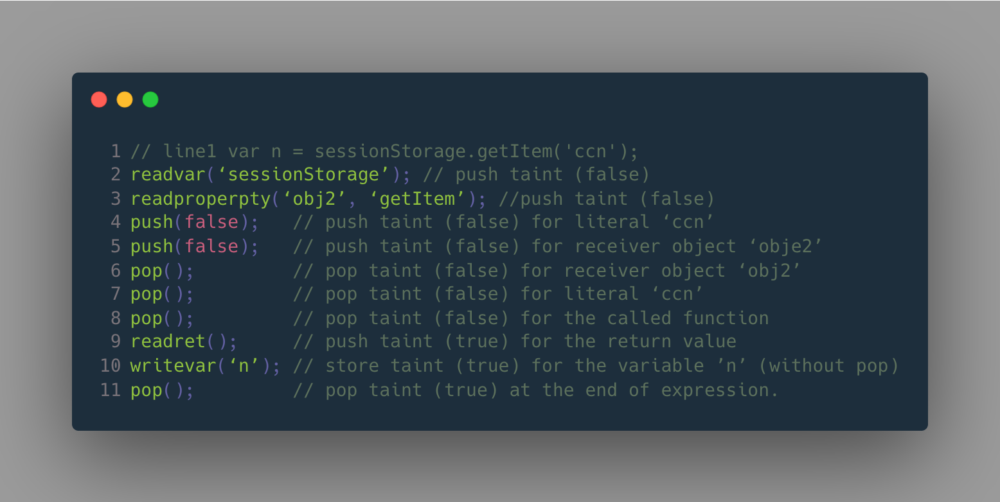 1 // line1 var n = sessionStorage.getItem('ccn');
2 readvar(‘sessionStorage’); // push taint (false)
3 readproperpty(‘obj2’, ‘getItem’); //push taint (false)
4 push(false);   // push taint (false) for literal ‘ccn’
5 push(false);   // push taint (false) for receiver object ‘obje2’
6 pop();         // pop taint (false) for receiver object ‘obj2’
7 pop();         // pop taint (false) for literal ‘ccn’
8 pop();         // pop taint (false) for the called function
9 readret();     // push taint (true) for the return value
10 writevar(‘n’); // store taint (true) for the variable ’n’ (without pop)
11 pop();         // pop taint (true) at the end of expression.